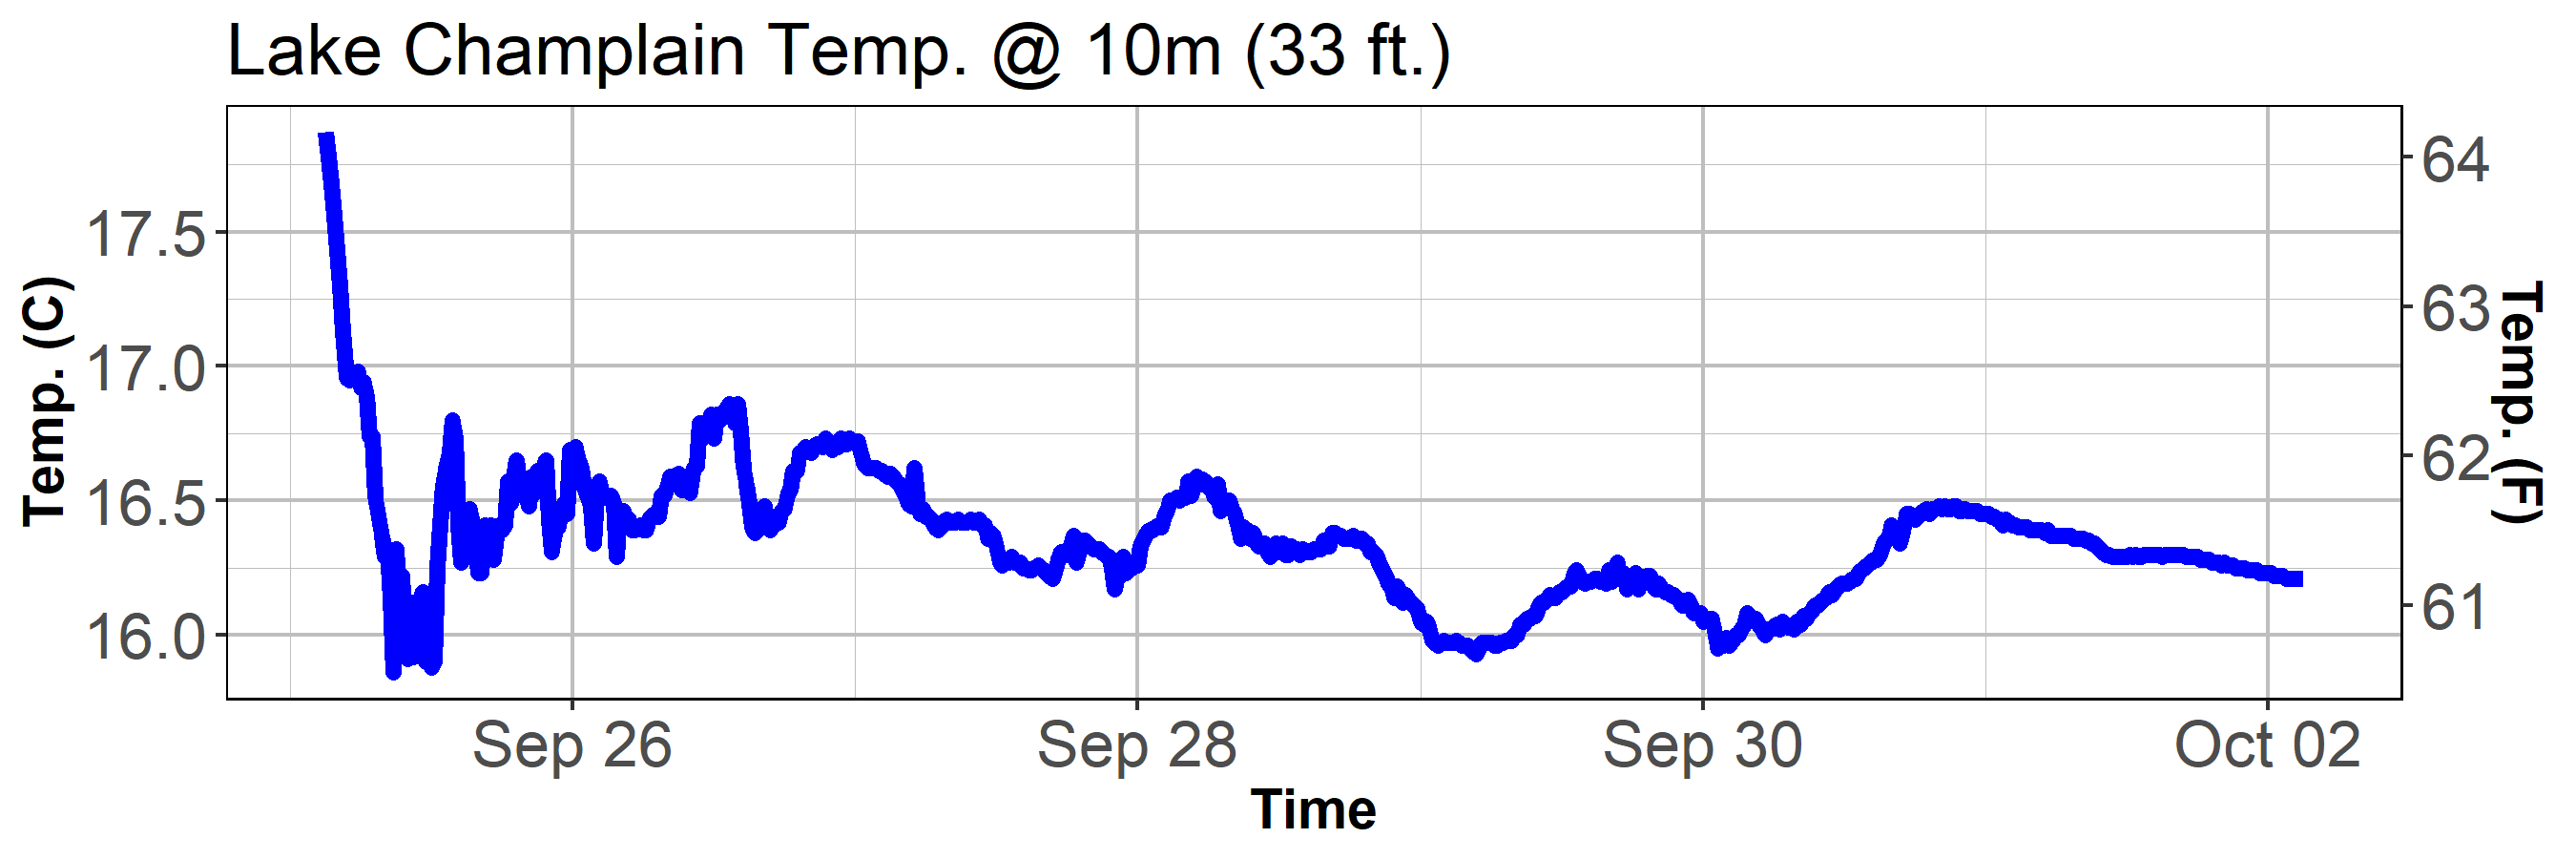 Lake Champlain Temp. @ 10m (33 ft.)
Temp. (C)
17.5
17.0
16.5
16.0
64
63
62
61
Temp. (F)
Sep 26 Sep 28 Sep 30 Oct 02
Time